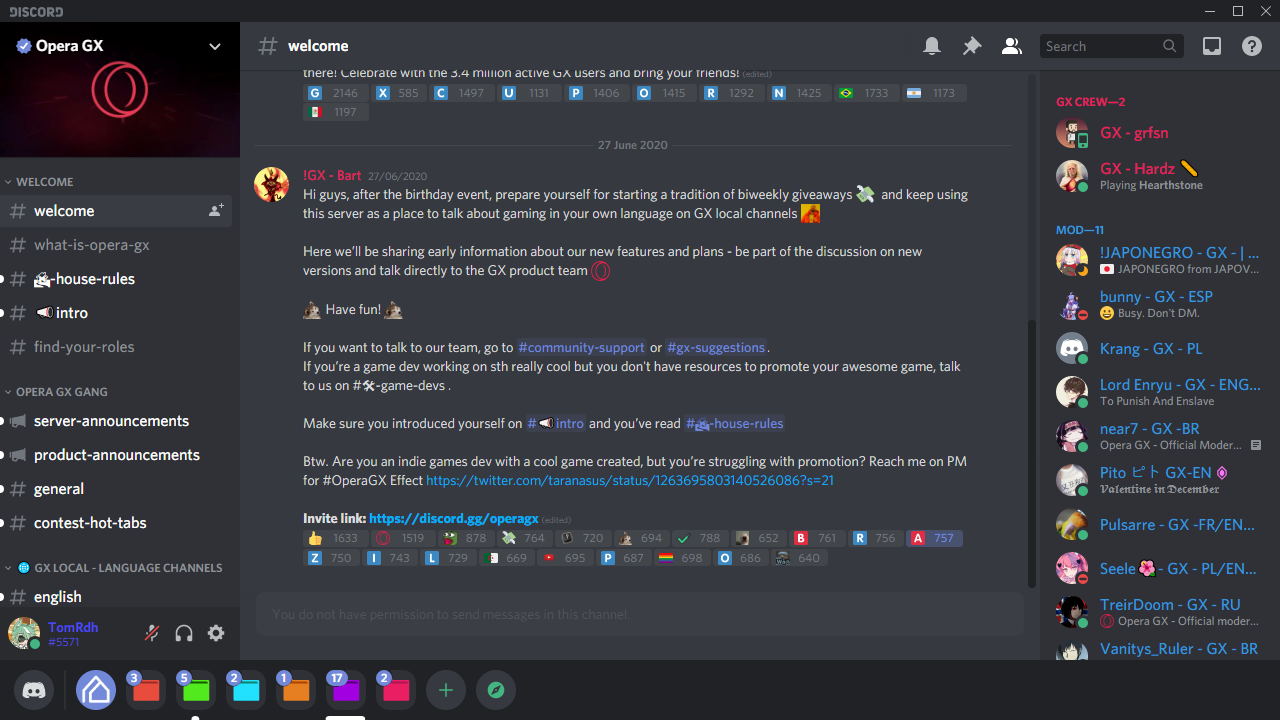 DISCORD
Opera GX
WELCOME
welcome
what-is-opera-gx
-house-rules
intro
find-your-roles
OPERA GX GANG
server-announcements
product-announcements
general
contest-hot-tabs
GX LOCAL - LANGUAGE CHANNELS
english
TomRdh
#5571
# welcome
Search
there! Celebrate with the 3.4 million active GX users and bring your friends! (edited)
G 2146 X 585 C 1497 U 1131 P 1406 O 1415 R 1292 N 1425 1733 1173
1197
27 June 2020
!GX - Bart 27/06/2020
Hi guys, after the birthday event, prepare yourself for starting a tradition of biweekly giveaways 💸 and keep using
this server as a place to talk about gaming in your own language on GX local channels
Here we'll be sharing early information about our new features and plans - be part of the discussion on new
versions and talk directly to the GX product team
Have fun!
If you want to talk to our team, go to #community-support or #gx-suggestions.
If you're a game dev working on sth really cool but you don't have resources to promote your awesome game, talk
to us on #🛠-game-devs .
Make sure you introduced yourself on #📢intro and you've read #-house-rules
Btw. Are you an indie games dev with a cool game created, but you're struggling with promotion? Reach me on PM
for #OperaGX Effect https://twitter.com/taranasus/status/1263695803140526086?s=21
Invite link: https://discord.gg/operagx (edited)
1633 1519 878 764 720 694 788 652 B 761 R 756 A 757
Z 750 I 743 L 729 669 695 P 687 698 O 686 640
You do not have permission to send messages in this channel.
GX CREW—2
GX - grfsn
GX - Hardz
Playing Hearthstone
MOD—11
!JAPONEGRO - GX - | ...
JAPONEGRO from JAPOV...
bunny - GX - ESP
Busy. Don't DM.
Krang - GX - PL
Lord Enryu - GX - ENG...
To Punish And Enslave
near7 - GX -BR
Opera GX - Official Moder...
Pito ピト GX-EN
𝖁𝖆𝖑𝖊𝖓𝖙𝖎𝖓𝖊 𝖎𝖓 𝕯𝖊𝖈𝖊𝖒𝖇𝖊𝖗
Pulsarre - GX -FR/EN...
Seele🌺- GX - PL/EN...
TreirDoom - GX - RU
Opera GX - Official moder...
Vanitys_Ruler - GX - BR
3 5 2 1 17 2